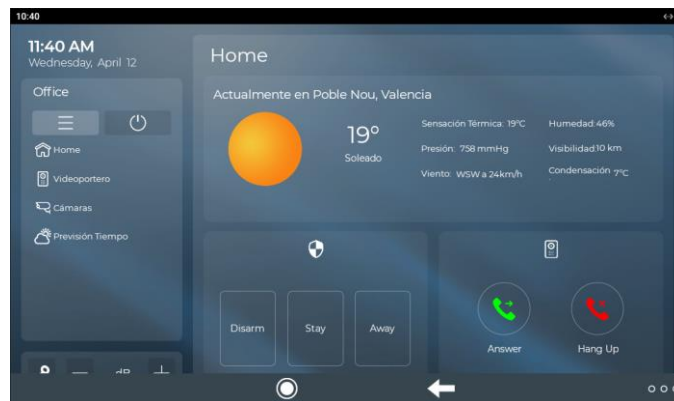 10:40
11:40 AM
Wednesday, April 12
Office
Home
Videoportero
Cámaras
Previsión Tiempo
dB
Home
Actualmente en Poble Nou, Valencia
19º
Soleado
Sensación Térmica: 19ºC
Humedad:46%
Presión: 758 mmHg
Visibilidad:10 km
Viento: WSW a 24km/h
Condensación 7ºC
Disarm
Stay
Away
Answer
Hang Up